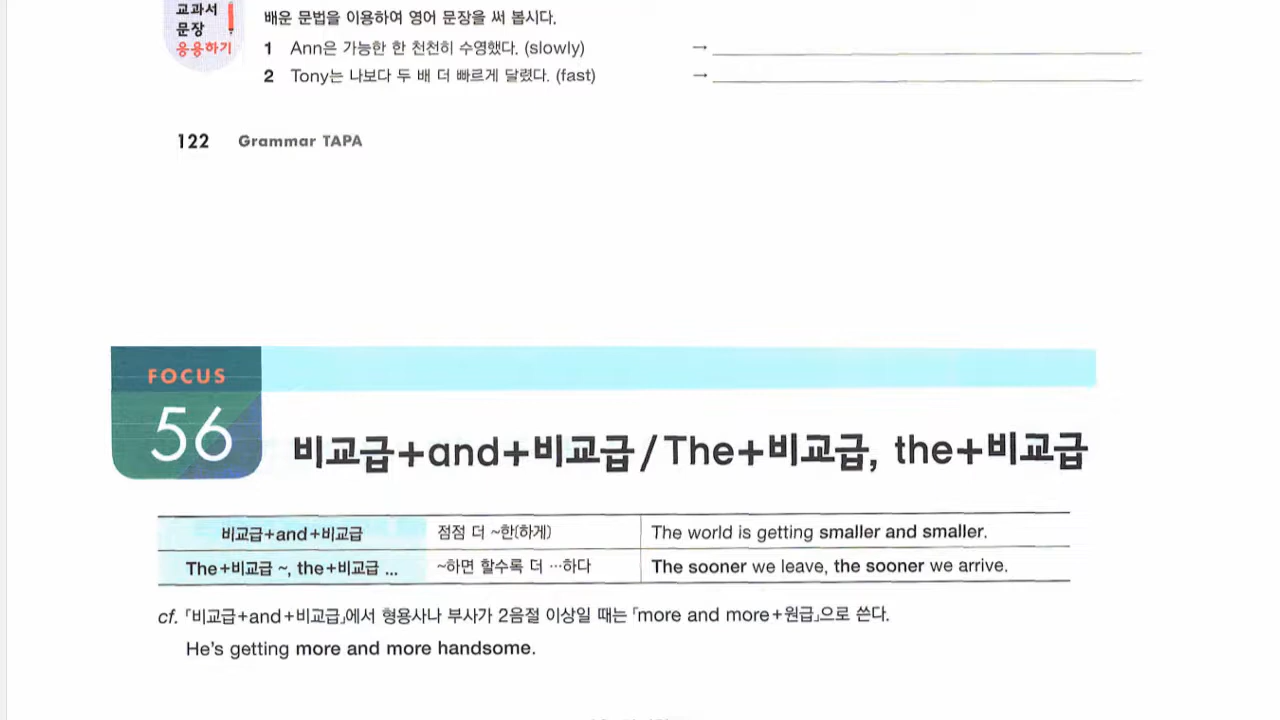 교과서
문장
응용하기
배운 문법을 이용하여 영어 문장을 써 봅시다.
1 Ann은 가능한 한 천천히 수영했다. (slowly) →
2 Tony는 나보다 두 배 더 빠르게 달렸다. (fast) →
122 Grammar TAPA
FOCUS
56
비교급+and+비교급/The+비교급, the+비교급
비교급+and+비교급 점점 더 ~한(하게) The world is getting smaller and smaller.
The+비교급 ~, the+비교급 ... ~하면 할수록 더 …하다 The sooner we leave, the sooner we arrive.
cf. 「비교급+and+비교급」에서 형용사나 부사가 2음절 이상일 때는 「more and more+원급」으로 쓴다.
He's getting more and more handsome.